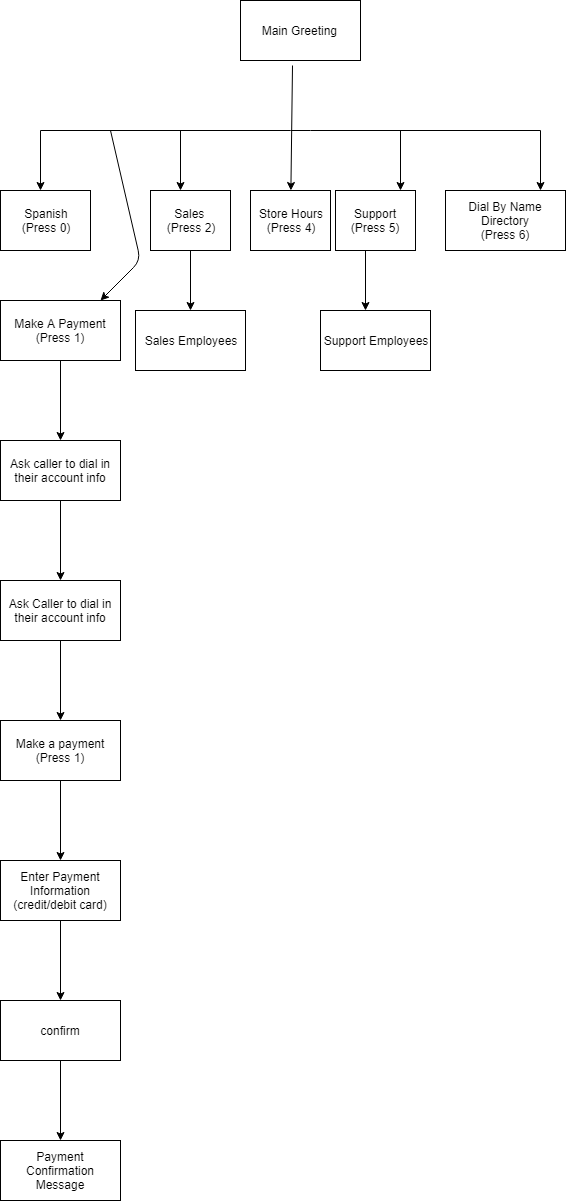 Main Greeting
Spanish
(Press 0)
Sales
(Press 2)
Store Hours
(Press 4)
Support
(Press 5)
Dial By Name
Directory
(Press 6)
Make A Payment
(Press 1)
Sales Employees
Support Employees
Ask caller to dial in
their account info
Ask Caller to dial in
their account info
Make a payment
(Press 1)
Enter Payment
Information
(credit/debit card)
confirm
Payment
Confirmation
Message